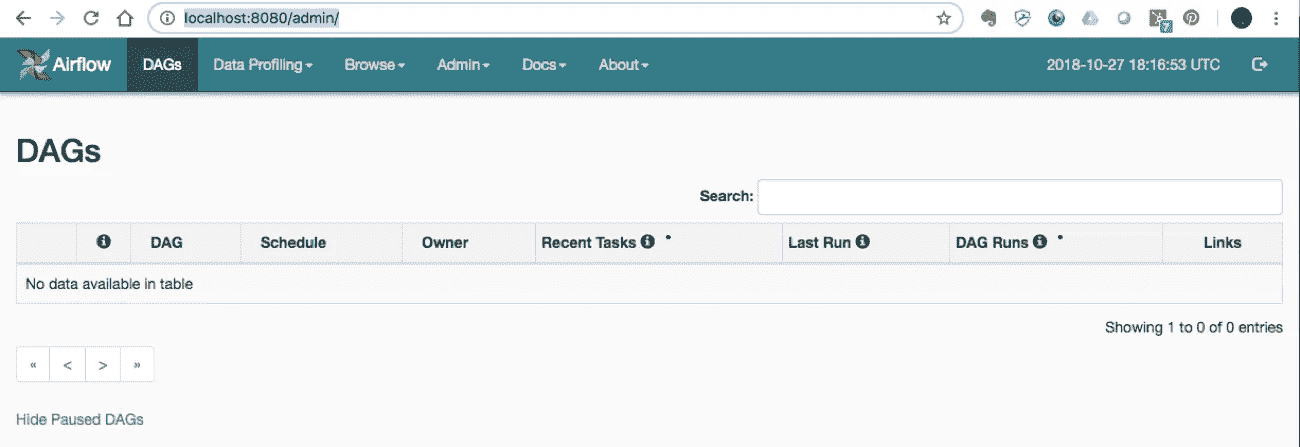 localhost:8080/admin/
7
Airflow DAGs Data Profiling Browse Admin Docs About 2018-10-27 18:16:53 UTC
DAGs
Search:
DAG Schedule Owner Recent Tasks Last Run DAG Runs Links
No data available in table
Showing 1 to 0 of 0 entries
« < > »
Hide Paused DAGs